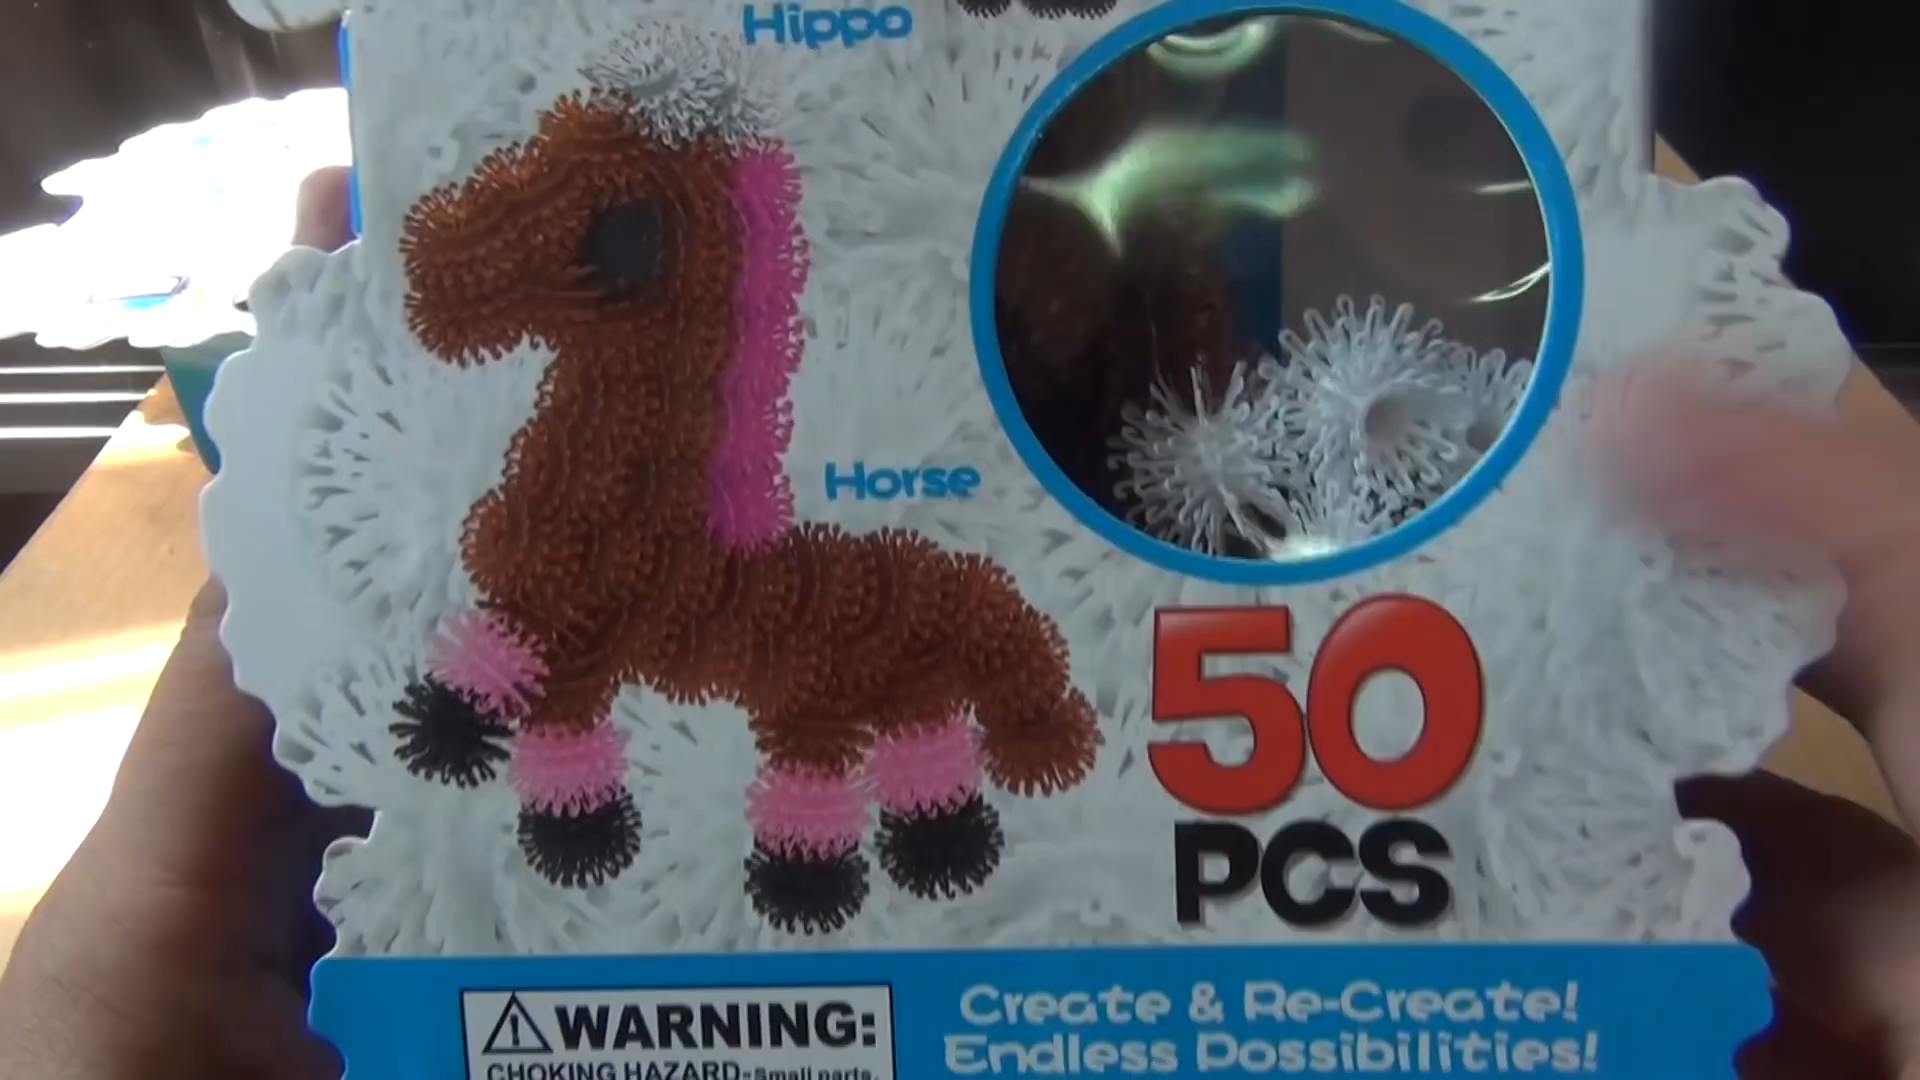 Hippo
Horse
50
PCS
WARNING:
CHOKING HAZARD-Small parts.
Create & Re-Create!
Endless Possibilities!